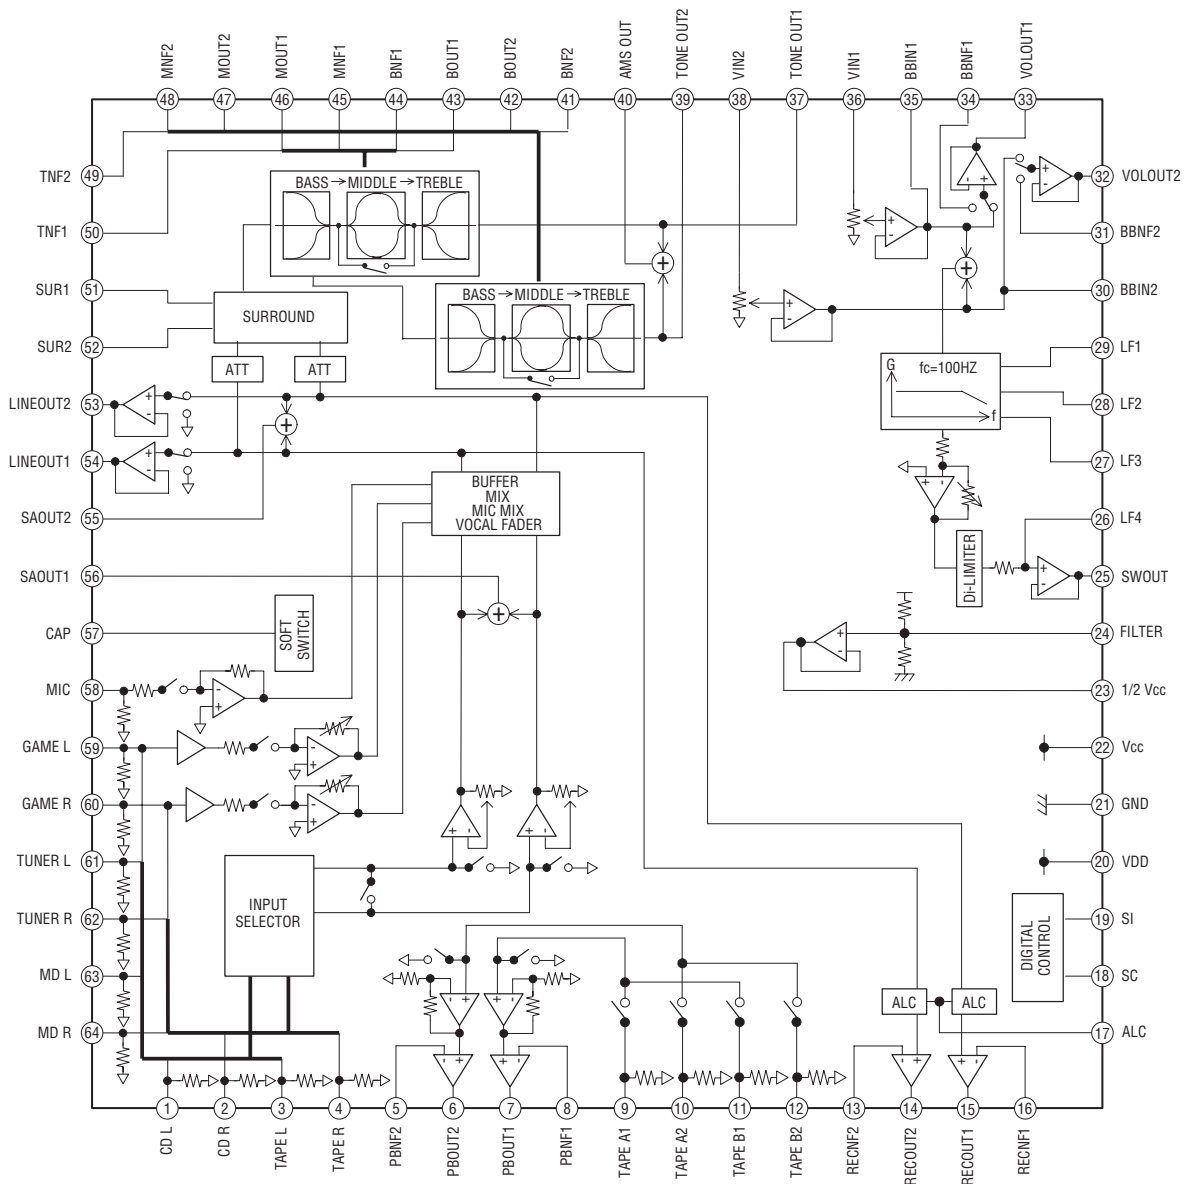 MNF2
MOUT2
MOUT1
MNF1
BNF1
BOUT1
BOUT2
BNF2
AMS OUT
TONE OUT2
VIN2
TONE OUT1
VIN1
BBIN1
BBNF1
VOLOUT1
48
47
46
45
44
43
42
41
40
39
38
37
36
35
34
33
TNF2 49
TNF1 50
SUR1 51
SUR2 52
LINEOUT2 53
LINEOUT1 54
SAOUT2 55
SAOUT1 56
CAP 57
MIC 58
GAME L 59
GAME R 60
TUNER L 61
TUNER R 62
MD L 63
MD R 64
BASS → MIDDLE → TREBLE
BASS → MIDDLE → TREBLE
SURROUND
ATT
ATT
+
+
+
+
+
BUFFER
MIX
MIC MIX
VOCAL FADER
SOFT
SWITCH
INPUT
SELECTOR
G
fc=100HZ
f
Di-LIMITER
DIGITAL
CONTROL
ALC
ALC
32 VOLOUT2
31 BBNF2
30 BBIN2
29 LF1
28 LF2
27 LF3
26 LF4
25 SWOUT
24 FILTER
23 1/2 Vcc
22 Vcc
21 GND
20 VDD
19 SI
18 SC
17 ALC
1
2
3
4
5
6
7
8
9
10
11
12
13
14
15
16
CD L
CD R
TAPE L
TAPE R
PBNF2
PBOUT2
PBOUT1
PBNF1
TAPE A1
TAPE A2
TAPE B1
TAPE B2
RECNF2
RECOUT2
RECOUT1
RECNF1